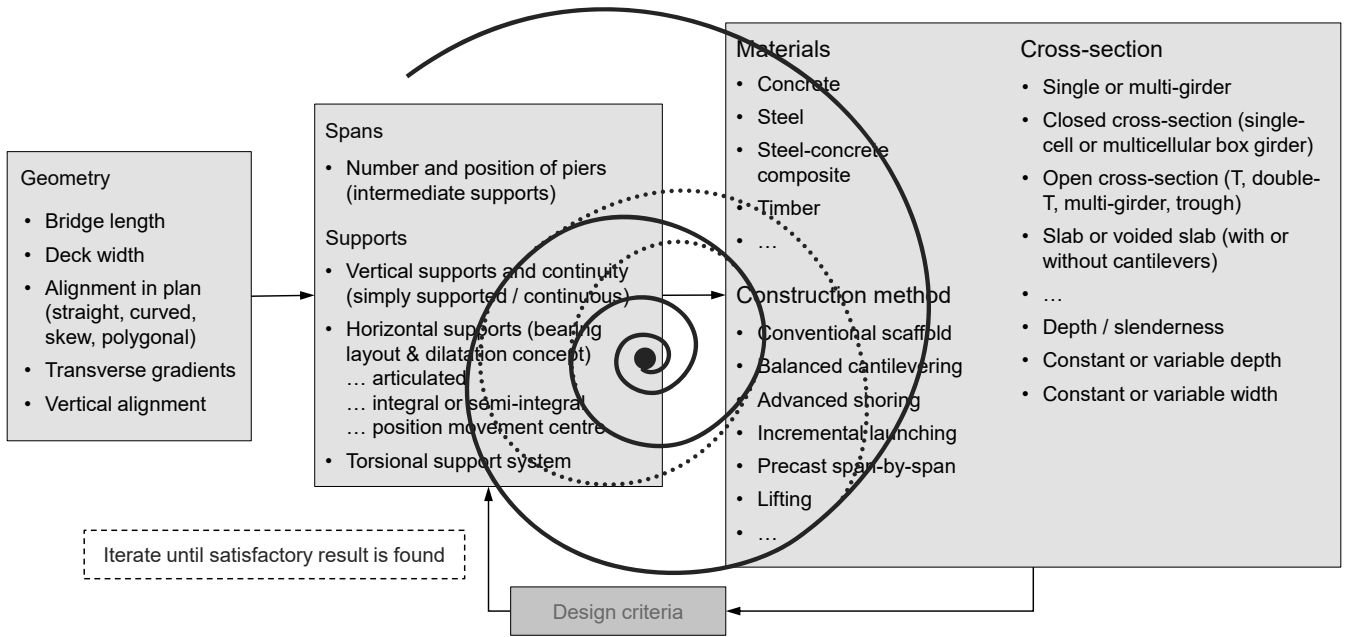 Geometry
• Bridge length
• Deck width
• Alignment in plan
(straight, curved,
skew, polygonal)
• Transverse gradients
• Vertical alignment
Spans
• Number and position of piers
(intermediate supports)
Supports
• Vertical supports and continuity
(simply supported / continuous)
• Horizontal supports (bearing
layout & dilatation concept)
… articulated
… integral or semi-integral
… position movement centre
• Torsional support system
Materials
• Concrete
• Steel
• Steel-concrete
composite
• Timber
• …
Construction method
• Conventional scaffold
• Balanced cantilevering
• Advanced shoring
• Incremental launching
• Precast span-by-span
• Lifting
• …
Cross-section
• Single or multi-girder
• Closed cross-section (single-
cell or multicellular box girder)
• Open cross-section (T, double-
T, multi-girder, trough)
• Slab or voided slab (with or
without cantilevers)
• …
• Depth / slenderness
• Constant or variable depth
• Constant or variable width
Iterate until satisfactory result is found
Design criteria